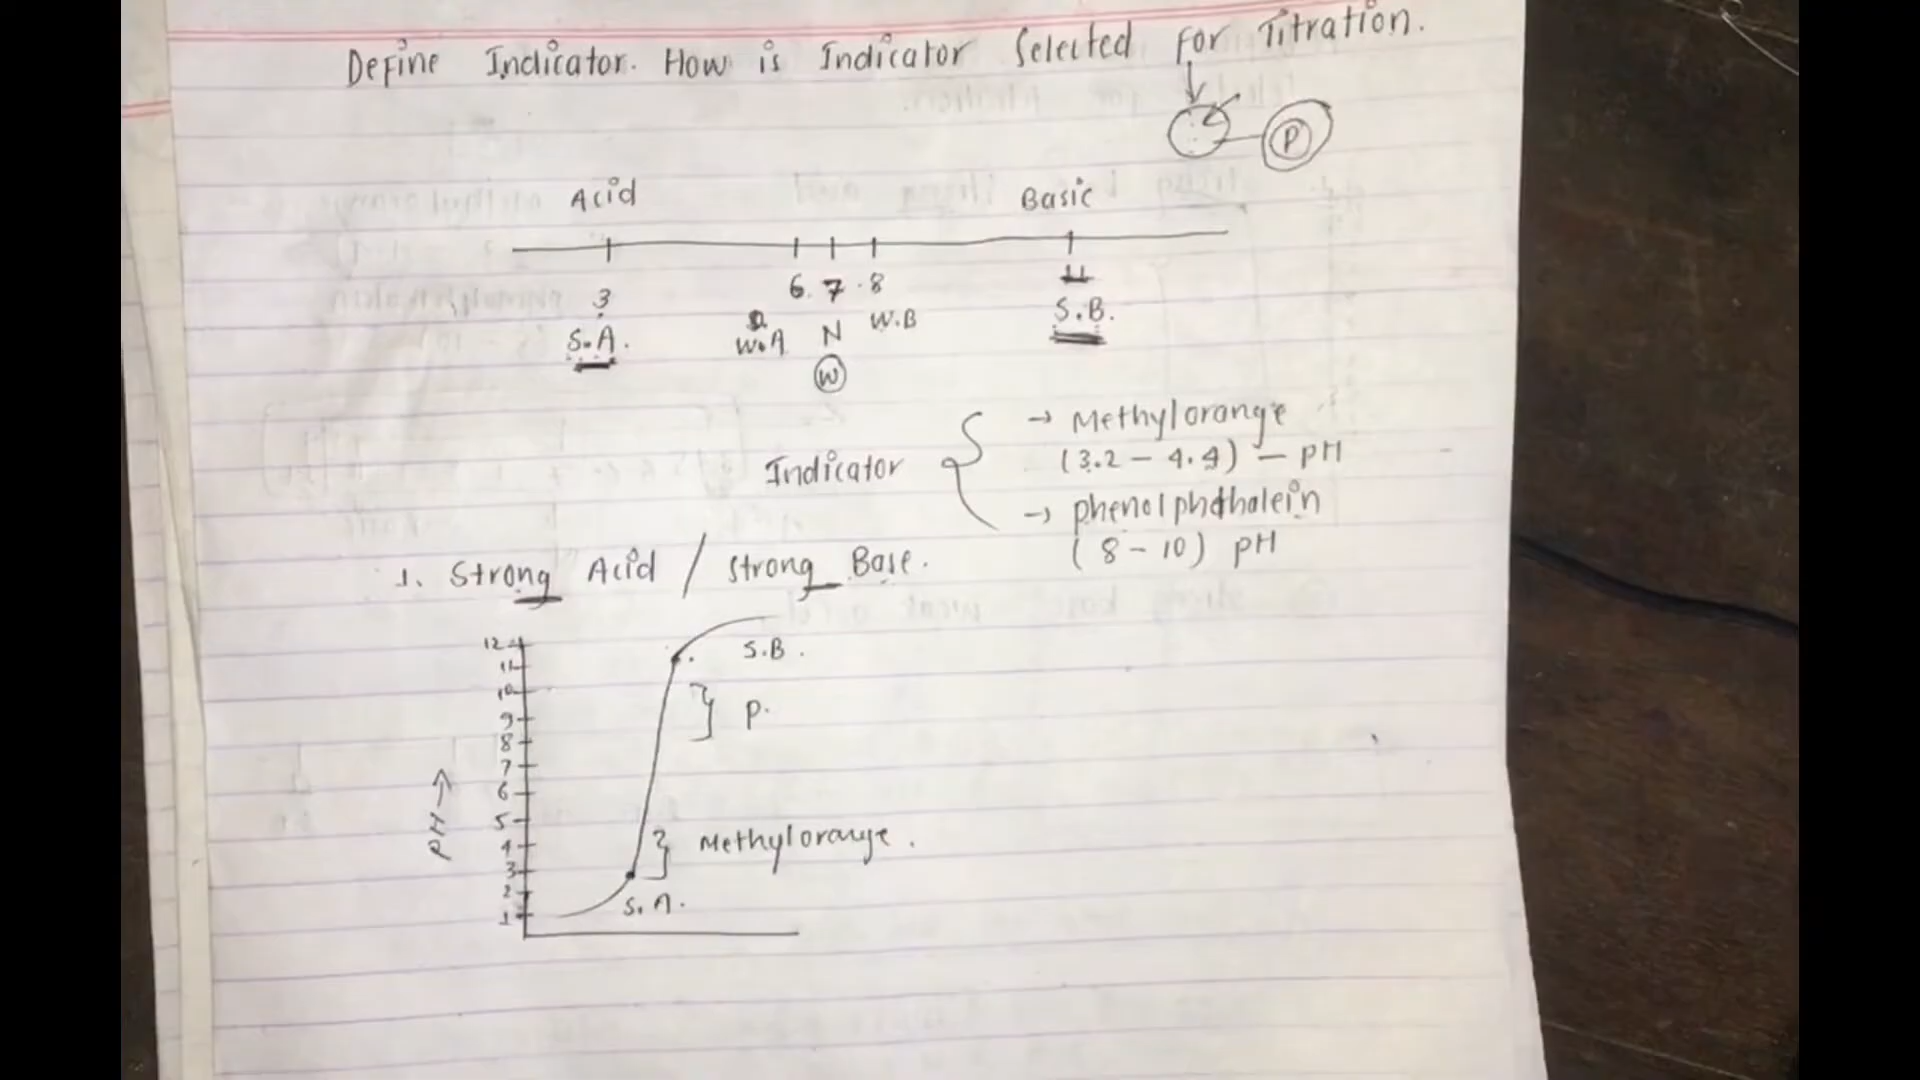 Define Indicator. How is Indicator Selected for Titration.
P
Acid Basic
3 6 7 8 11
S.A. W.A N W.B S.B.
W
Indicator
→ Methylorange
(3.2 - 4.4) - pH
→ phenolphthalein
(8 - 10) pH
1. Strong Acid / Strong Base.
12
11
10
9
8
7
6
5
4
3
2
1
pH →
S.B.
P.
Methylorange.
S.A.